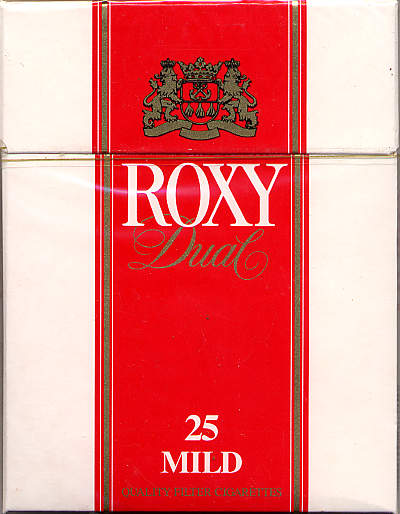 ROXY
Dual
25
MILD
QUALITY FILTER CIGARETTES